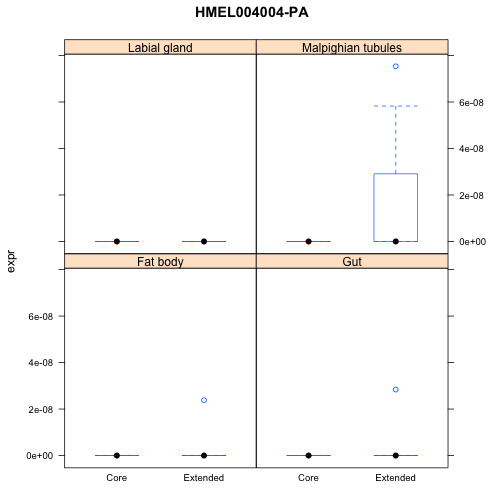 HMEL004004-PA
Labial gland
Malpighian tubules
6e-08
4e-08
2e-08
0e+00
expr
Fat body
Gut
6e-08
4e-08
2e-08
0e+00
Core
Extended
Core
Extended